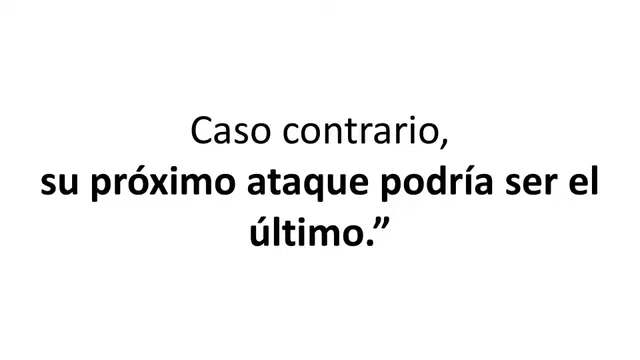 Caso contrario,
su próximo ataque podría ser el
último.”